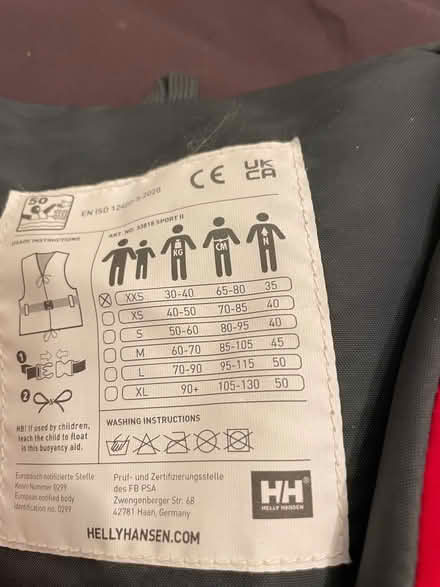 50
EN ISO 12402-5:2020
CE UK CA
USAGE INSTRUCTIONS
ART. NO. 33818 SPORT II
KG CM N
XXS 30-40 65-80 35
XS 40-50 70-85 40
S 50-60 80-95 40
M 60-70 85-105 45
L 70-90 95-115 50
XL 90+ 105-130 50
1
2
NB! If used by children,
teach the child to float
in this buoyancy aid.
WASHING INSTRUCTIONS
Europäisch notifizierte Stelle
Kenn Nummer 0299
European notified body
Identification no. 0299
Prüf- und Zertifizierungsstelle
des FB PSA
Zwengenberger Str. 68
42781 Haan, Germany
HH
HELLY HANSEN
HELLYHANSEN.COM